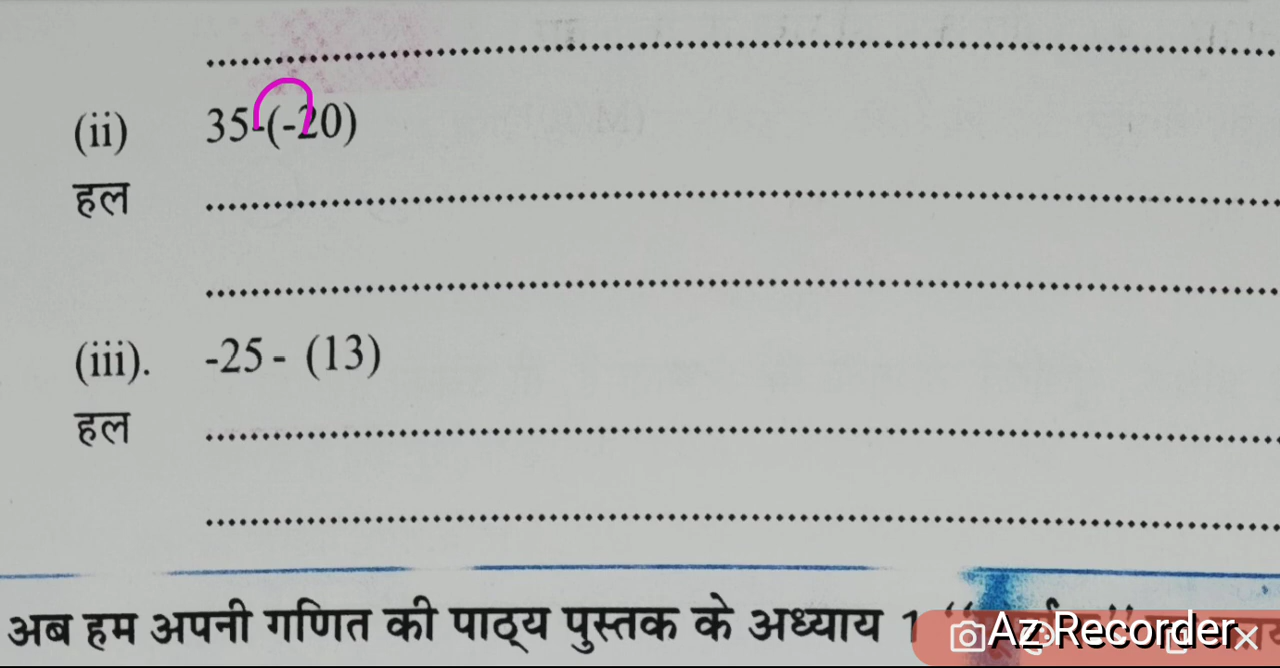 (ii) 35-(-20)
हल
(iii). -25 - (13)
हल
अब हम अपनी गणित की पाठ्य पुस्तक के अध्याय 1
AzRecorder